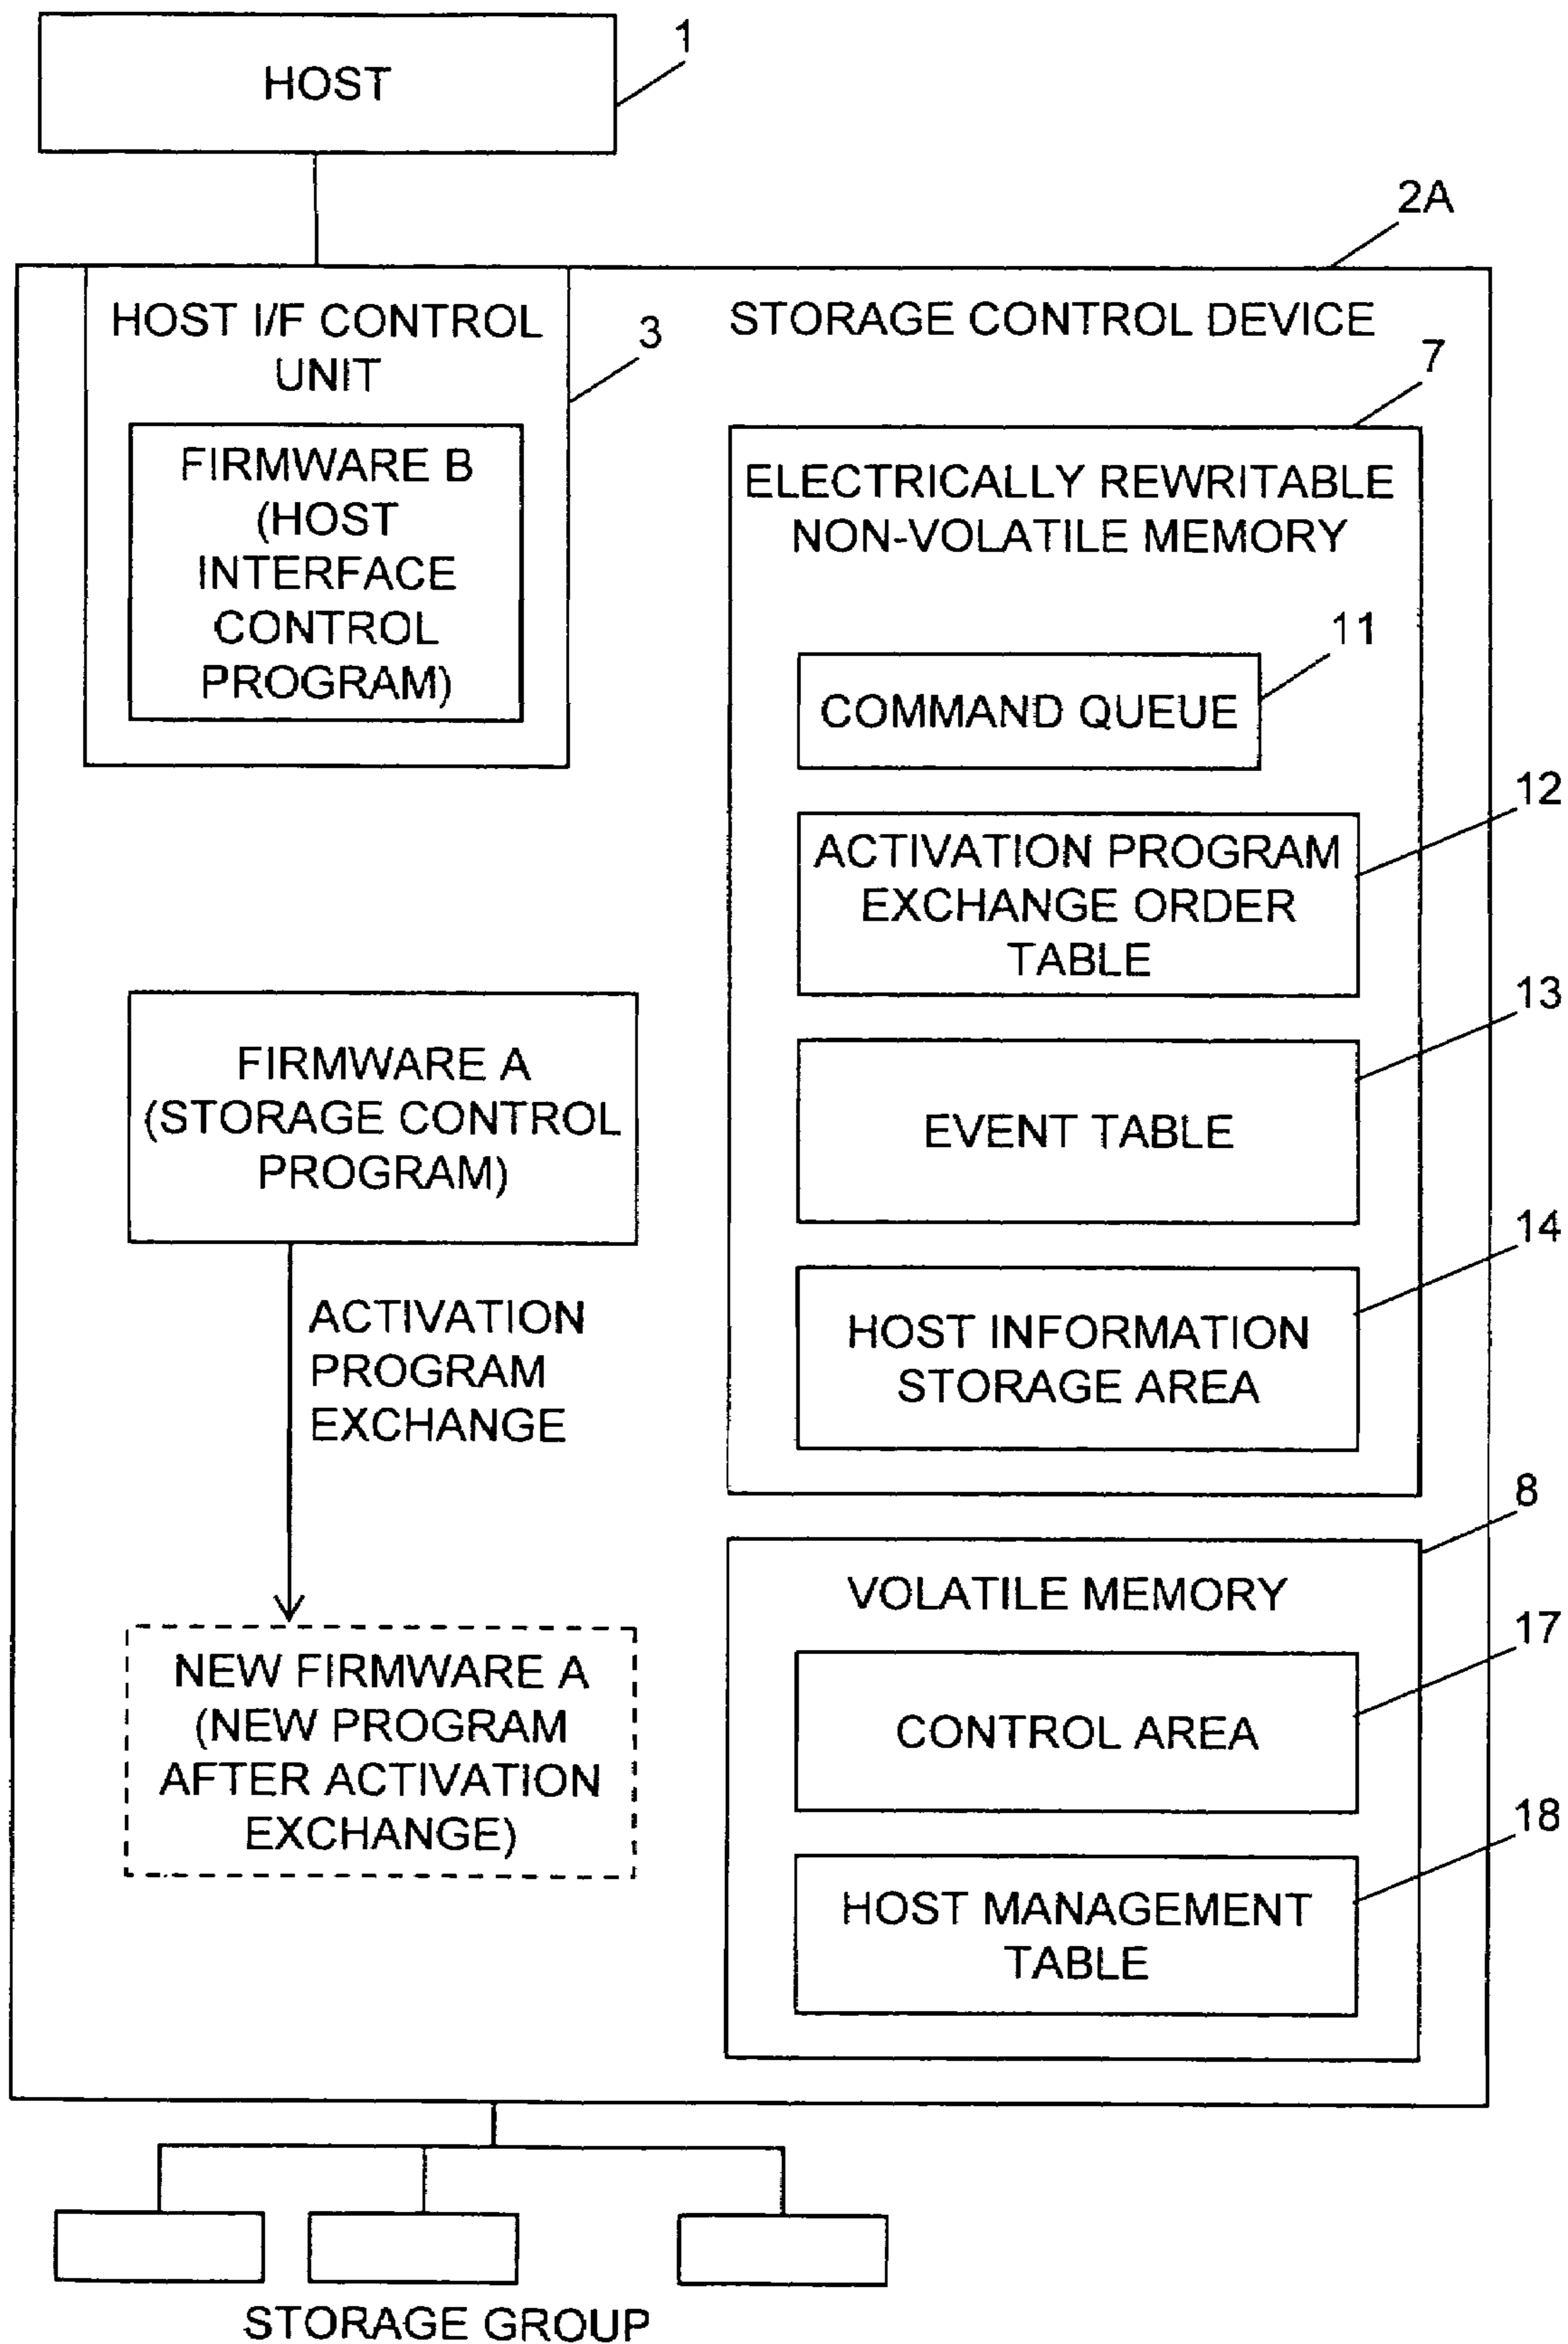 HOST
1
2A
HOST I/F CONTROL
UNIT
3
FIRMWARE B
(HOST
INTERFACE
CONTROL
PROGRAM)
STORAGE CONTROL DEVICE
7
ELECTRICALLY REWRITABLE
NON-VOLATILE MEMORY
11
COMMAND QUEUE
12
ACTIVATION PROGRAM
EXCHANGE ORDER
TABLE
13
EVENT TABLE
14
HOST INFORMATION
STORAGE AREA
FIRMWARE A
(STORAGE CONTROL
PROGRAM)
ACTIVATION
PROGRAM
EXCHANGE
NEW FIRMWARE A
(NEW PROGRAM
AFTER ACTIVATION
EXCHANGE)
8
VOLATILE MEMORY
17
CONTROL AREA
18
HOST MANAGEMENT
TABLE
STORAGE GROUP